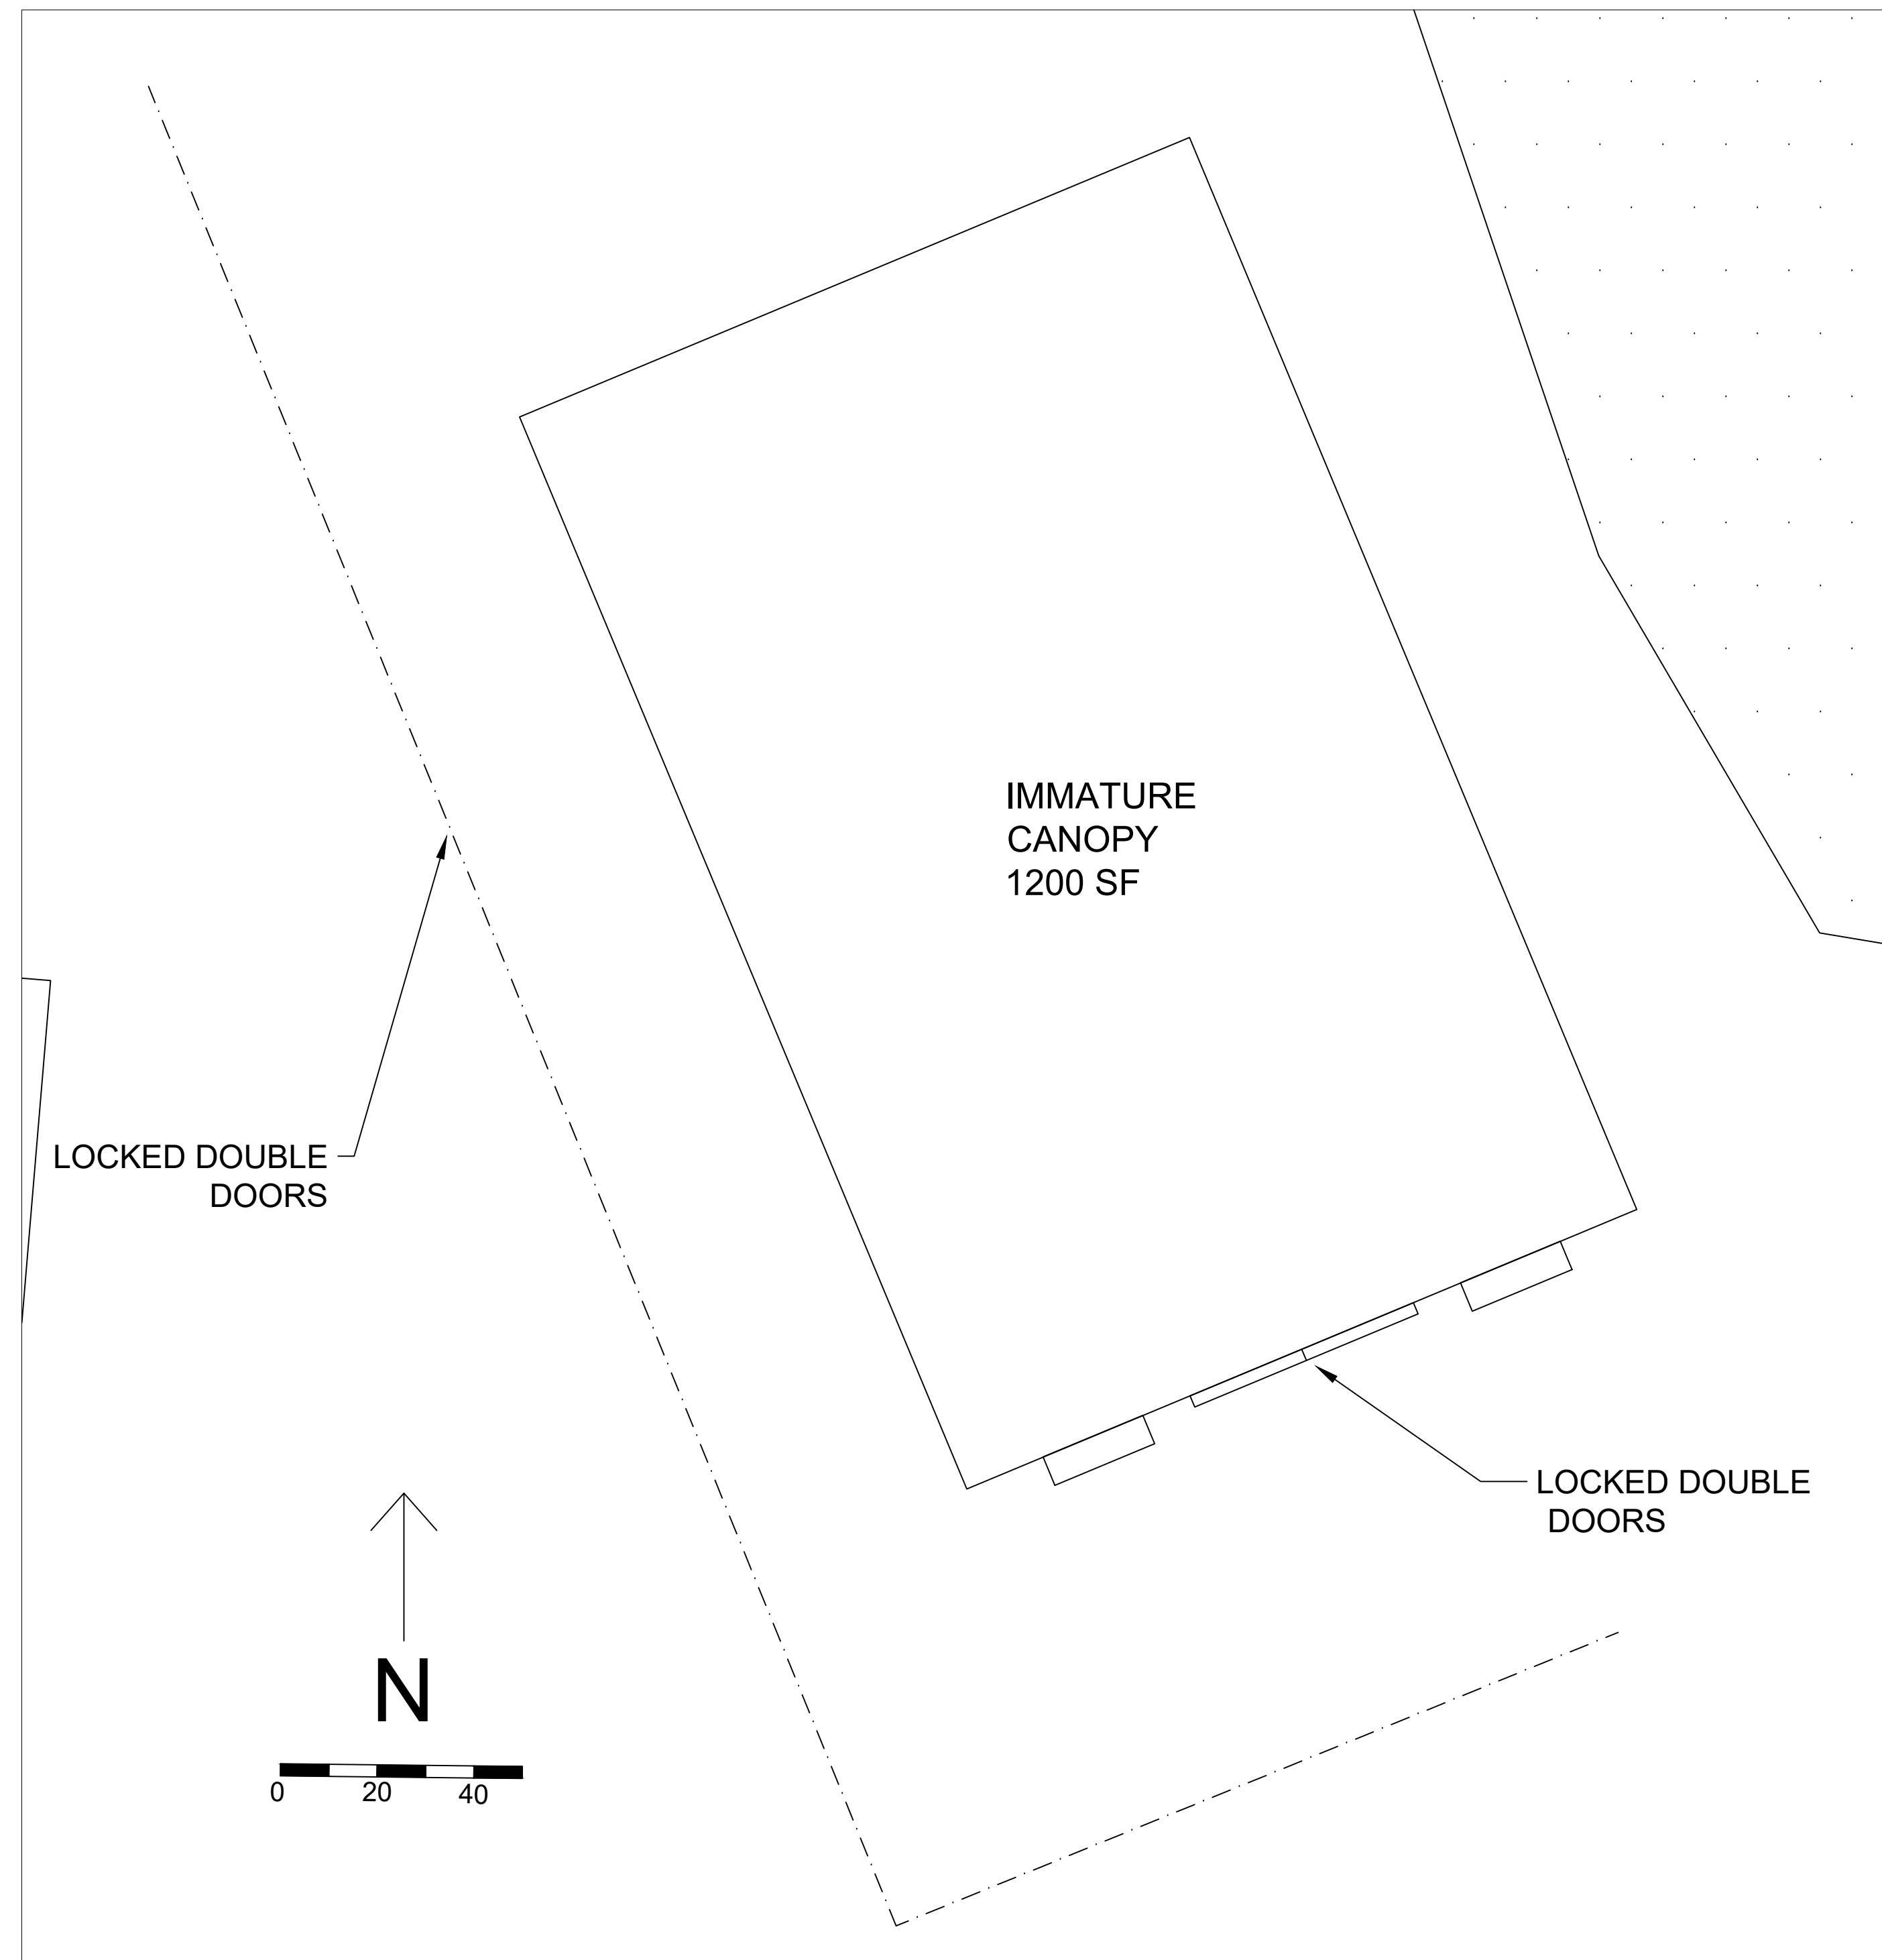 IMMATURE
CANOPY
1200 SF
LOCKED DOUBLE
DOORS
LOCKED DOUBLE
DOORS
N
0 20 40